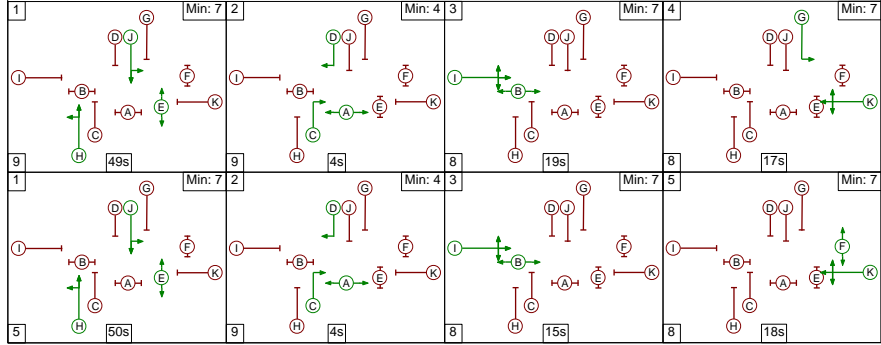 1 Min: 7
G
D J
I F
B
K
E
A
C
H
9 49s
2 Min: 4
G
D J
I F
B
K
E
A
C
H
9 4s
3 Min: 7
G
D J
I F
B
K
E
A
C
H
8 19s
4 Min: 7
G
D J
I F
B
K
E
A
C
H
8 17s
1 Min: 7
G
D J
I F
B
K
E
A
C
H
5 50s
2 Min: 4
G
D J
I F
B
K
E
A
C
H
9 4s
3 Min: 7
G
D J
I F
B
K
E
A
C
H
8 15s
5 Min: 7
G
D J
I F
B
K
E
A
C
H
8 18s